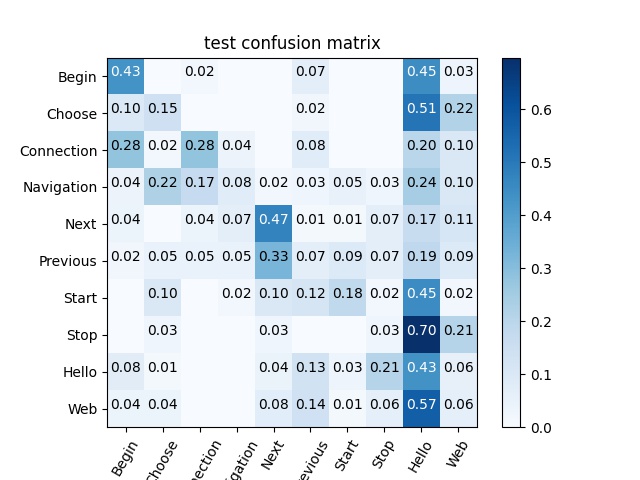 test confusion matrix
Begin 0.43 0.02 0.07 0.45 0.03
Choose 0.10 0.15 0.02 0.51 0.22
Connection 0.28 0.02 0.28 0.04 0.08 0.20 0.10
Navigation 0.04 0.22 0.17 0.08 0.02 0.03 0.05 0.03 0.24 0.10
Next 0.04 0.04 0.07 0.47 0.01 0.01 0.07 0.17 0.11
Previous 0.02 0.05 0.05 0.05 0.33 0.07 0.09 0.07 0.19 0.09
Start 0.10 0.02 0.10 0.12 0.18 0.02 0.45 0.02
Stop 0.03 0.03 0.03 0.70 0.21
Hello 0.08 0.01 0.04 0.13 0.03 0.21 0.43 0.06
Web 0.04 0.04 0.08 0.14 0.01 0.06 0.57 0.06
Begin hoose nection igation Next evious Start Stop Hello Web
0.6
0.5
0.4
0.3
0.2
0.1
0.0